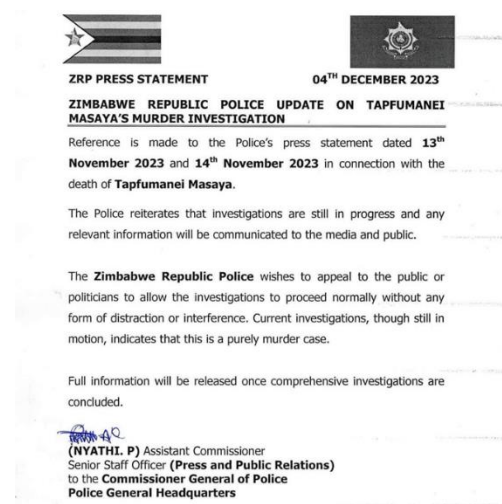 ZRP PRESS STATEMENT 04TH DECEMBER 2023
ZIMBABWE REPUBLIC POLICE UPDATE ON TAPFUMANEI
MASAYA'S MURDER INVESTIGATION
Reference is made to the Police's press statement dated 13th
November 2023 and 14th November 2023 in connection with the
death of Tapfumanei Masaya.
The Police reiterates that investigations are still in progress and any
relevant information will be communicated to the media and public.
The Zimbabwe Republic Police wishes to appeal to the public or
politicians to allow the investigations to proceed normally without any
form of distraction or interference. Current investigations, though still in
motion, indicates that this is a purely murder case.
Full information will be released once comprehensive investigations are
concluded.
(NYATHI. P) Assistant Commissioner
Senior Staff Officer (Press and Public Relations)
to the Commissioner General of Police
Police General Headquarters